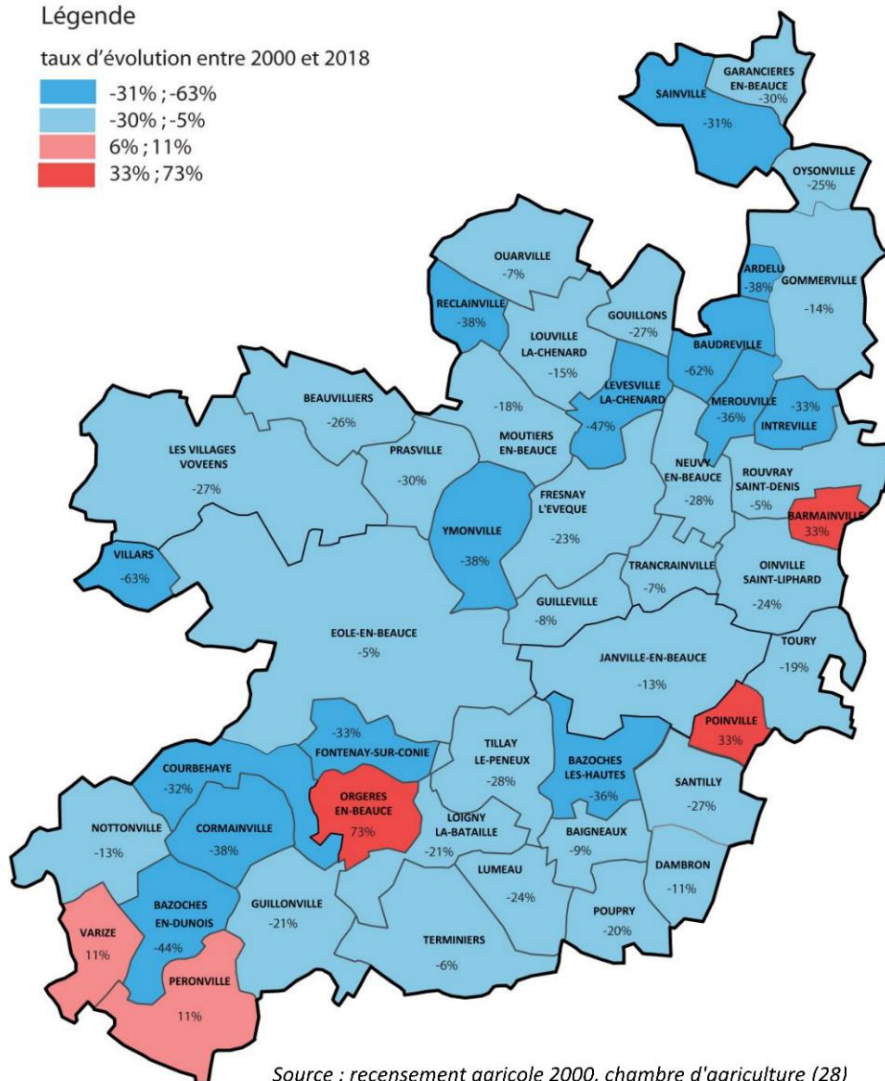 Légende
taux d'évolution entre 2000 et 2018
-31% ; -63%
-30% ; -5%
6% ; 11%
33% ; 73%
GARANCIERES
EN-BEAUCE
-30%
SAINVILLE
-31%
OYSONVILLE
-25%
OUARVILLE
-7%
ARDELU
-38%
GOMMERVILLE
-14%
RECLAINVILLE
-38%
GOUILLONS
-27%
LOUVILLE
LA-CHENARD
-15%
BAUDREVILLE
-62%
LEVESVILLE
LA-CHENARD
-47%
MEROUVILLE
-36%
-33%
INTREVILLE
BEAUVILLIERS
-26%
-18%
MOUTIERS
EN-BEAUCE
LES VILLAGES
VOVEENS
-27%
PRASVILLE
-30%
NEUVY
EN-BEAUCE
-28%
ROUVRAY
SAINT-DENIS
-5%
FRESNAY
L'EVEQUE
-23%
BARMAINVILLE
33%
YMONVILLE
-38%
VILLARS
-63%
TRANCRAINVILLE
-7%
OINVILLE
SAINT-LIPHARD
-24%
GUILLEVILLE
-8%
EOLE-EN-BEAUCE
-5%
JANVILLE-EN-BEAUCE
-13%
TOURY
-19%
POINVILLE
33%
-33%
FONTENAY-SUR-CONIE
TILLAY
LE-PENEUX
-28%
BAZOCHES
LES-HAUTES
-36%
COURBEHAYE
-32%
SANTILLY
-27%
ORGERES
EN-BEAUCE
73%
NOTTONVILLE
-13%
CORMAINVILLE
-38%
LOIGNY
LA-BATAILLE
-21%
BAIGNEAUX
-9%
LUMEAU
-24%
DAMBRON
-11%
BAZOCHES
EN-DUNOIS
-44%
GUILLONVILLE
-21%
POUPRY
-20%
VARIZE
11%
TERMINIERS
-6%
PERONVILLE
11%
Source : recensement agricole 2000, chambre d'agriculture (28)